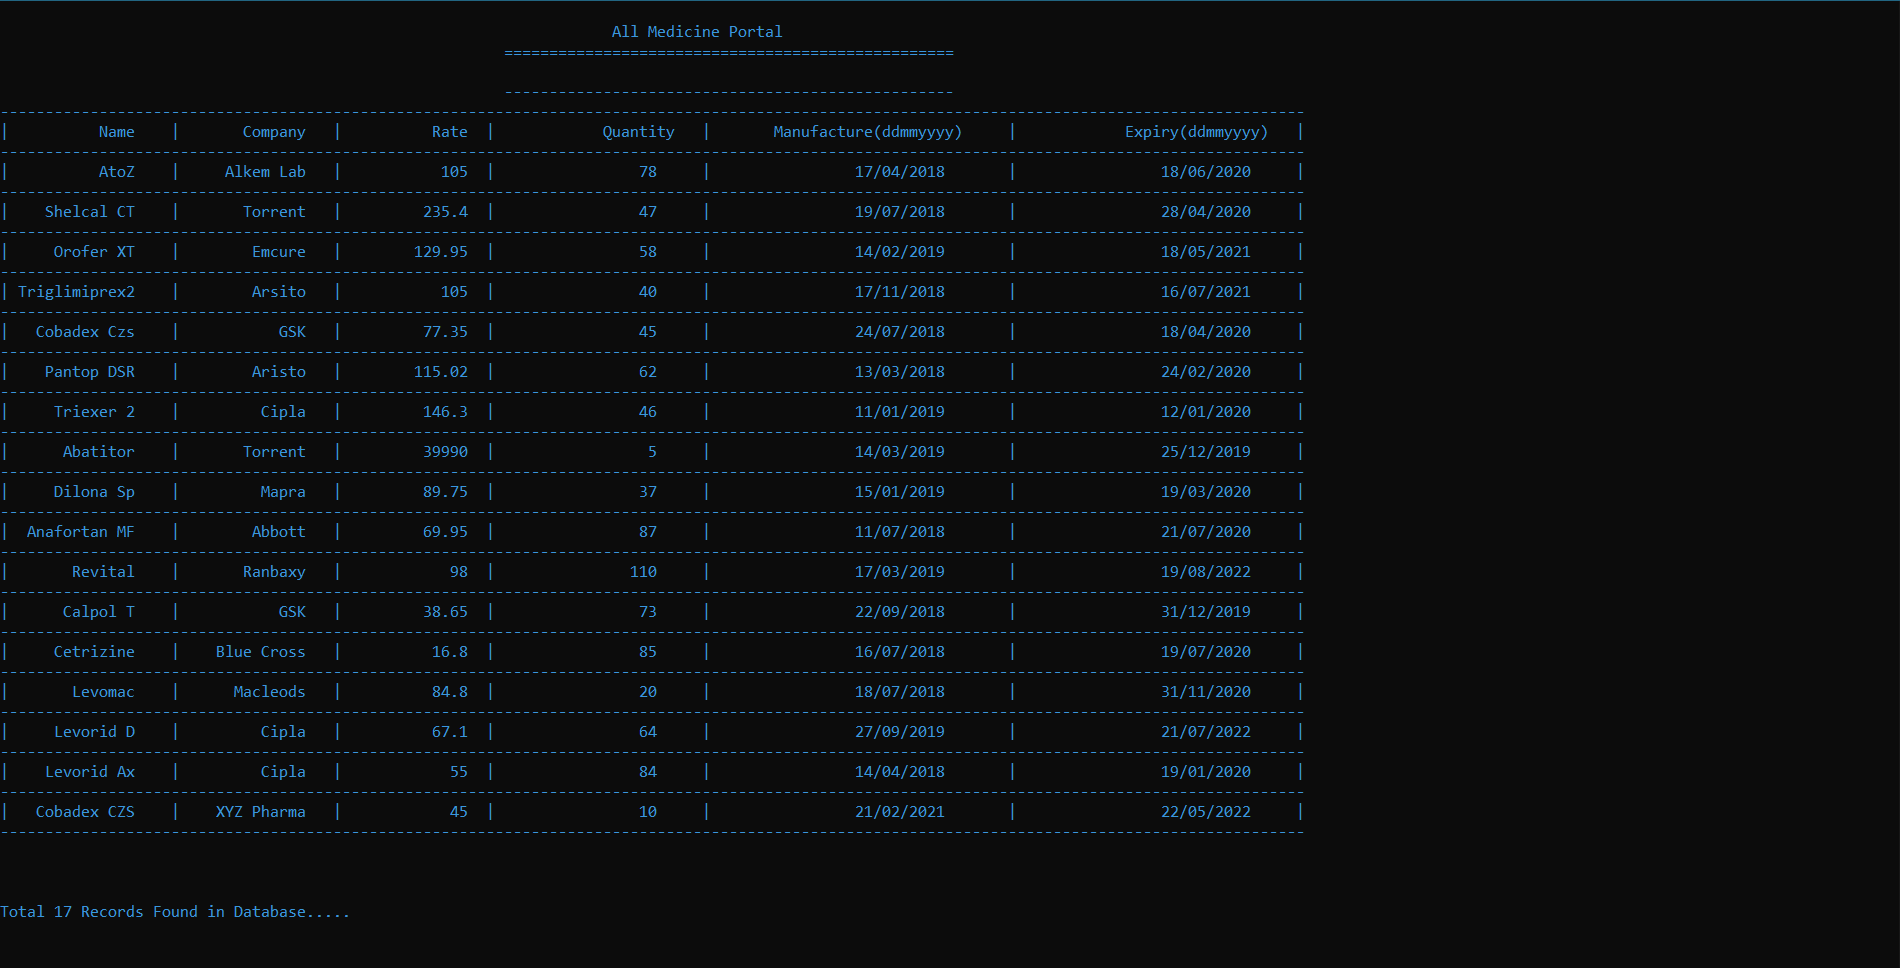 All Medicine Portal
==================================================
--------------------------------------------------
-------------------------------------------------------------------------------------------------------------------------------------------------
| Name | Company | Rate | Quantity | Manufacture(ddmmyyyy) | Expiry(ddmmyyyy) |
| AtoZ | Alkem Lab | 105 | 78 | 17/04/2018 | 18/06/2020 |
| Shelcal CT | Torrent | 235.4 | 47 | 19/07/2018 | 28/04/2020 |
| Orofer XT | Emcure | 129.95 | 58 | 14/02/2019 | 18/05/2021 |
| Triglimiprex2 | Arsito | 105 | 40 | 17/11/2018 | 16/07/2021 |
| Cobadex Czs | GSK | 77.35 | 45 | 24/07/2018 | 18/04/2020 |
| Pantop DSR | Aristo | 115.02 | 62 | 13/03/2018 | 24/02/2020 |
| Triexer 2 | Cipla | 146.3 | 46 | 11/01/2019 | 12/01/2020 |
| Abatitor | Torrent | 39990 | 5 | 14/03/2019 | 25/12/2019 |
| Dilona Sp | Mapra | 89.75 | 37 | 15/01/2019 | 19/03/2020 |
| Anafortan MF | Abbott | 69.95 | 87 | 11/07/2018 | 21/07/2020 |
| Revital | Ranbaxy | 98 | 110 | 17/03/2019 | 19/08/2022 |
| Calpol T | GSK | 38.65 | 73 | 22/09/2018 | 31/12/2019 |
| Cetrizine | Blue Cross | 16.8 | 85 | 16/07/2018 | 19/07/2020 |
| Levomac | Macleods | 84.8 | 20 | 18/07/2018 | 31/11/2020 |
| Levorid D | Cipla | 67.1 | 64 | 27/09/2019 | 21/07/2022 |
| Levorid Ax | Cipla | 55 | 84 | 14/04/2018 | 19/01/2020 |
| Cobadex CZS | XYZ Pharma | 45 | 10 | 21/02/2021 | 22/05/2022 |
Total 17 Records Found in Database.....